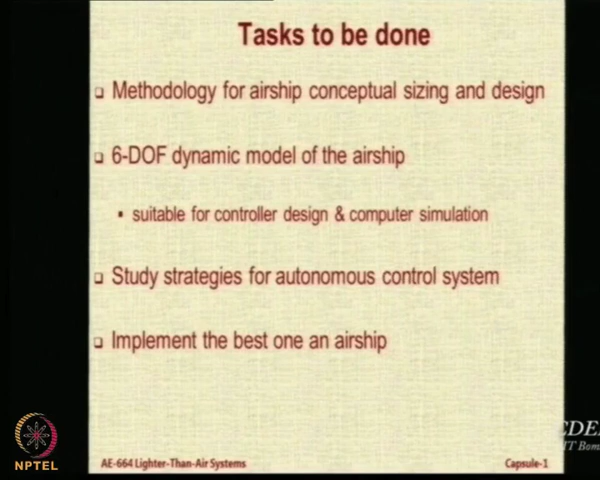 Tasks to be done
Methodology for airship conceptual sizing and design
6-DOF dynamic model of the airship
suitable for controller design & computer simulation
Study strategies for autonomous control system
Implement the best one an airship
NPTEL
AE-664 Lighter-Than-Air Systems
Capsule-1